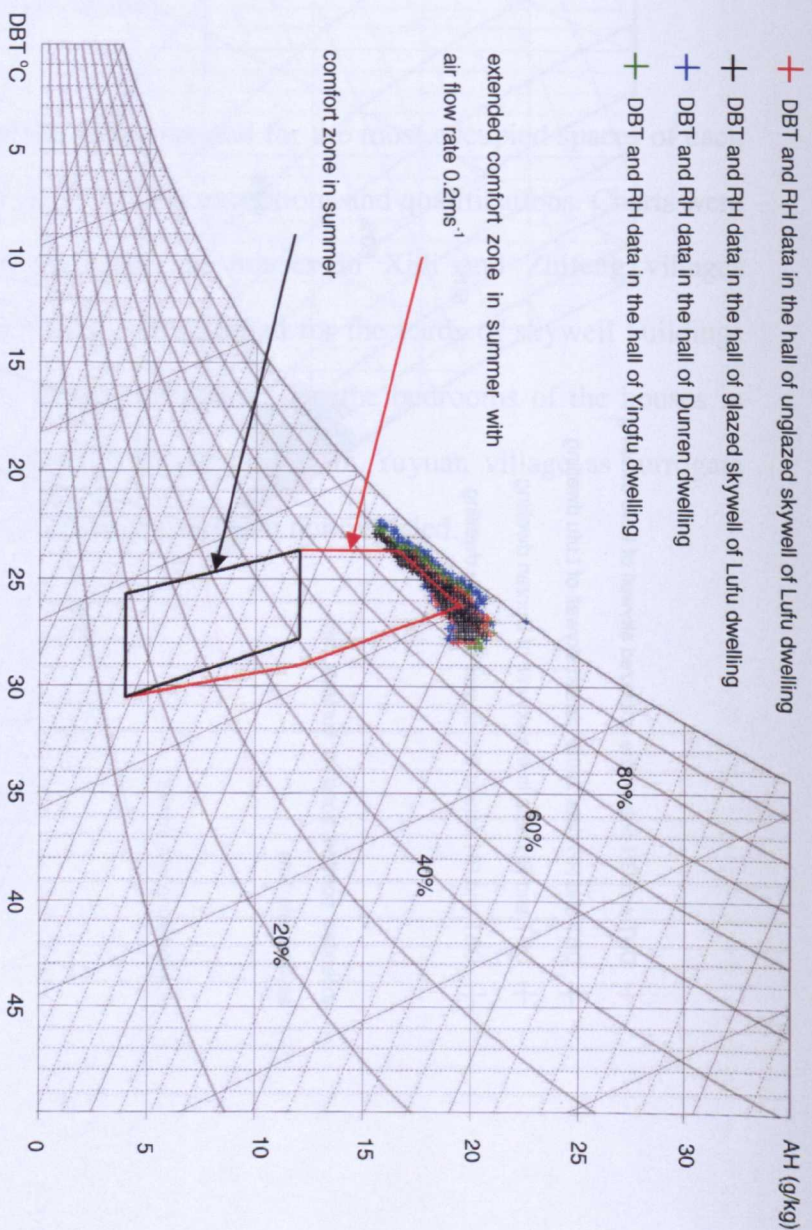 AH (g/kg)
+ DBT and RH data in the hall of unglazed skywell of Lufu dwelling
+ DBT and RH data in the hall of glazed skywell of Lufu dwelling
+ DBT and RH data in the hall of Dunren dwelling
+ DBT and RH data in the hall of Yingfu dwelling
extended comfort zone in summer with
air flow rate 0.2ms⁻¹
comfort zone in summer
80%
60%
40%
20%
30
25
20
15
10
5
0
DBT °C 5 10 15 20 25 30 35 40 45